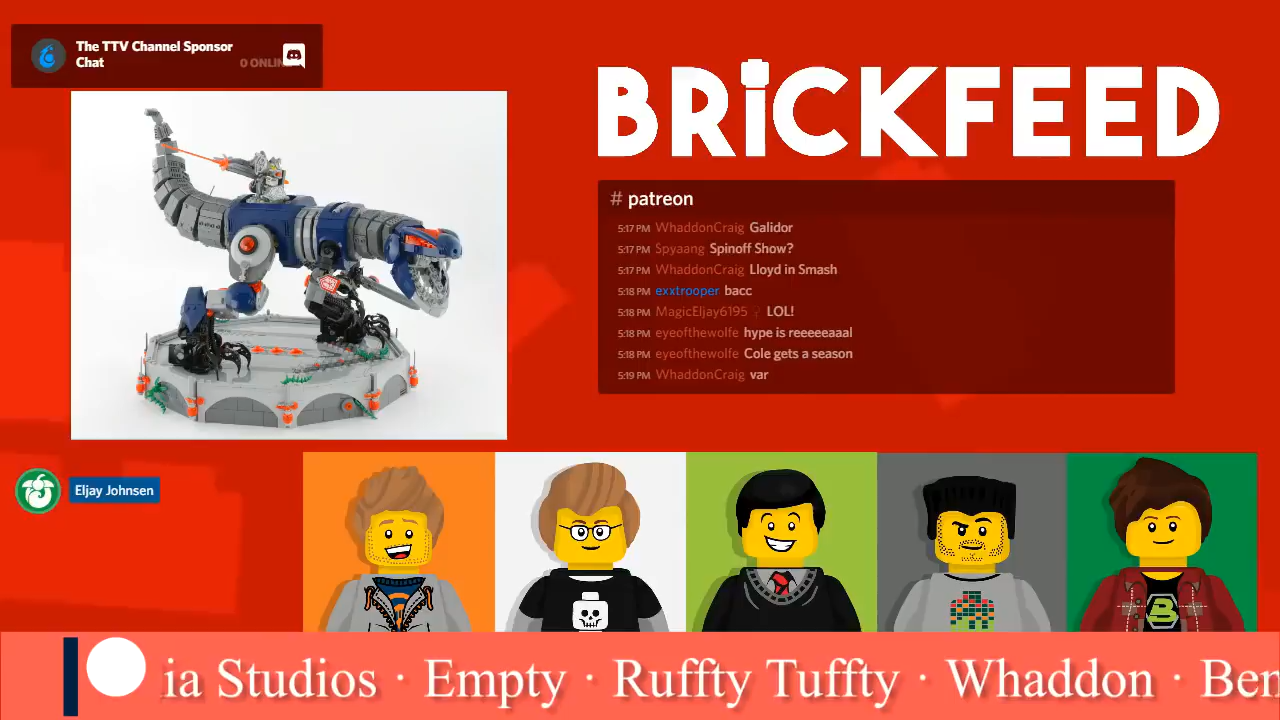 The TTV Channel Sponsor
Chat
0 ONLIN
BRiCKFEED
# patreon
5:17 PM WhaddonCraig Galidor
5:17 PM Spyaang Spinoff Show?
5:17 PM WhaddonCraig Lloyd in Smash
5:18 PM exxtrooper bacc
5:18 PM MagicEljay6195 LOL!
5:18 PM eyeofthewolfe hype is reeeeeaaal
5:18 PM eyeofthewolfe Cole gets a season
5:19 PM WhaddonCraig var
Eljay Johnsen
B
ia Studios · Empty · Ruffty Tuffty · Whaddon · Ben